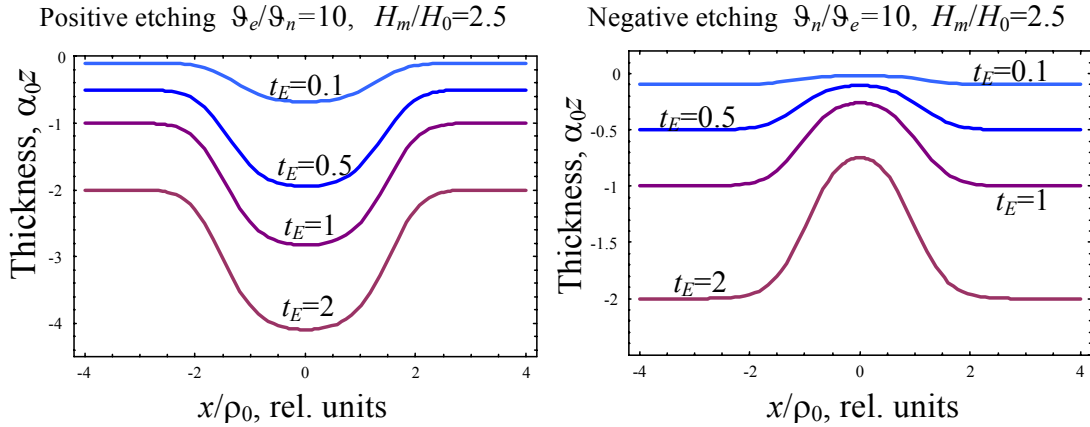 Positive etching ϑe/ϑn=10, Hm/H0=2.5
Thickness, α0z
0
-1
-2
-3
-4
tE=0.1
tE=0.5
tE=1
tE=2
-4 -2 0 2 4
x/ρ0, rel. units
Negative etching ϑn/ϑe=10, Hm/H0=2.5
Thickness, α0z
0
-0.5
-1
-1.5
-2
tE=0.1
tE=0.5
tE=1
tE=2
-4 -2 0 2 4
x/ρ0, rel. units